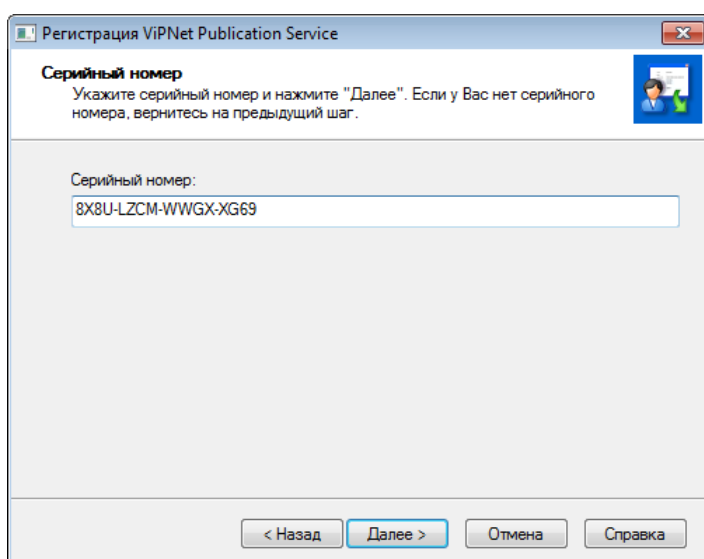 Регистрация ViPNet Publication Service
Серийный номер
Укажите серийный номер и нажмите "Далее". Если у Вас нет серийного
номера, вернитесь на предыдущий шаг.
Серийный номер:
8X8U-LZCM-WWGX-XG69
< Назад
Далее >
Отмена
Справка